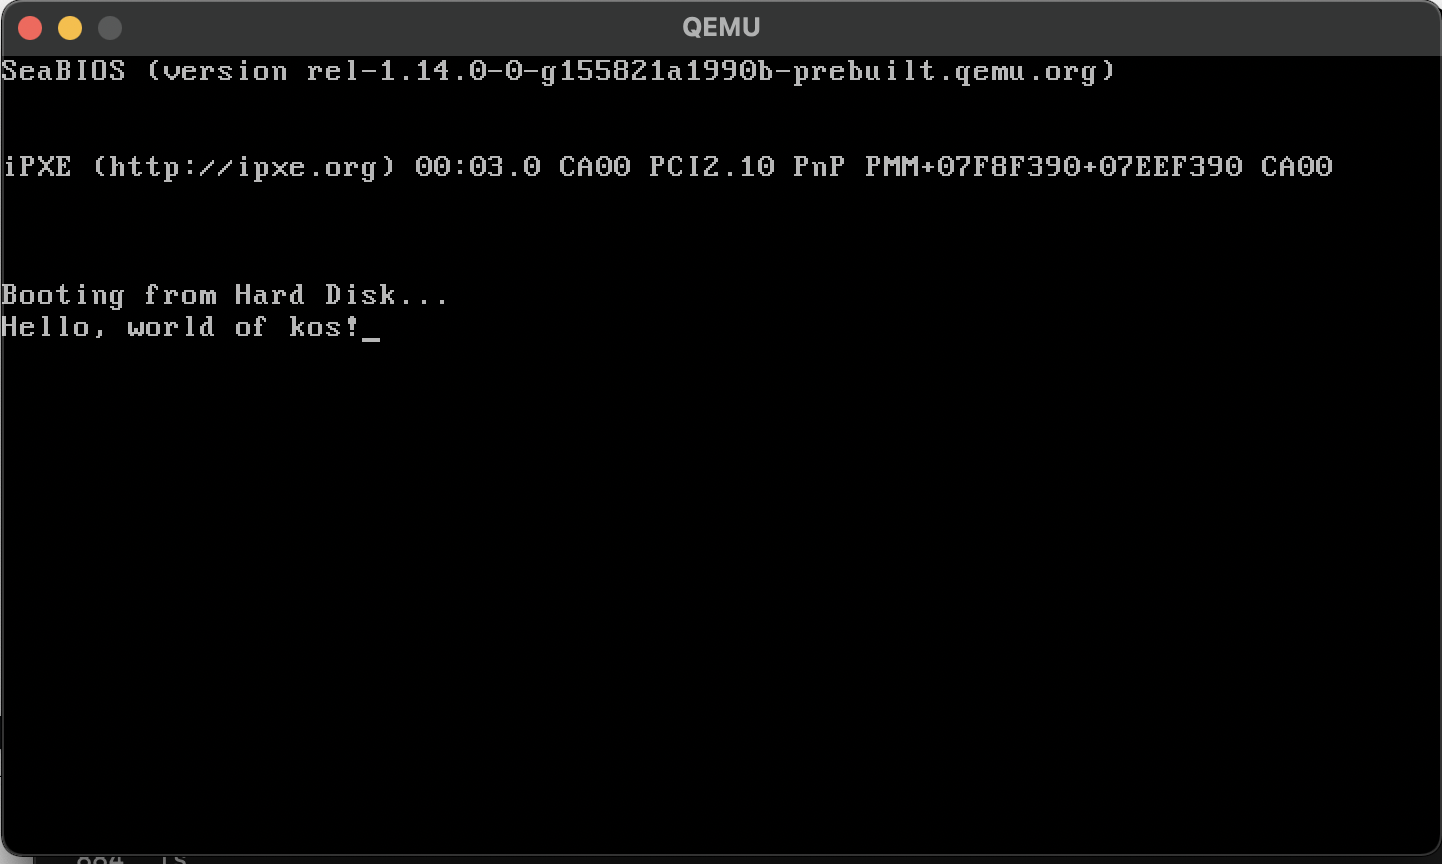 QEMU
SeaBIOS (version rel-1.14.0-0-g155821a1990b-prebuilt.qemu.org)
iPXE (http://ipxe.org) 00:03.0 CA00 PCI2.10 PnP PMM+07F8F390+07EEF390 CA00
Booting from Hard Disk...
Hello, world of kos!_